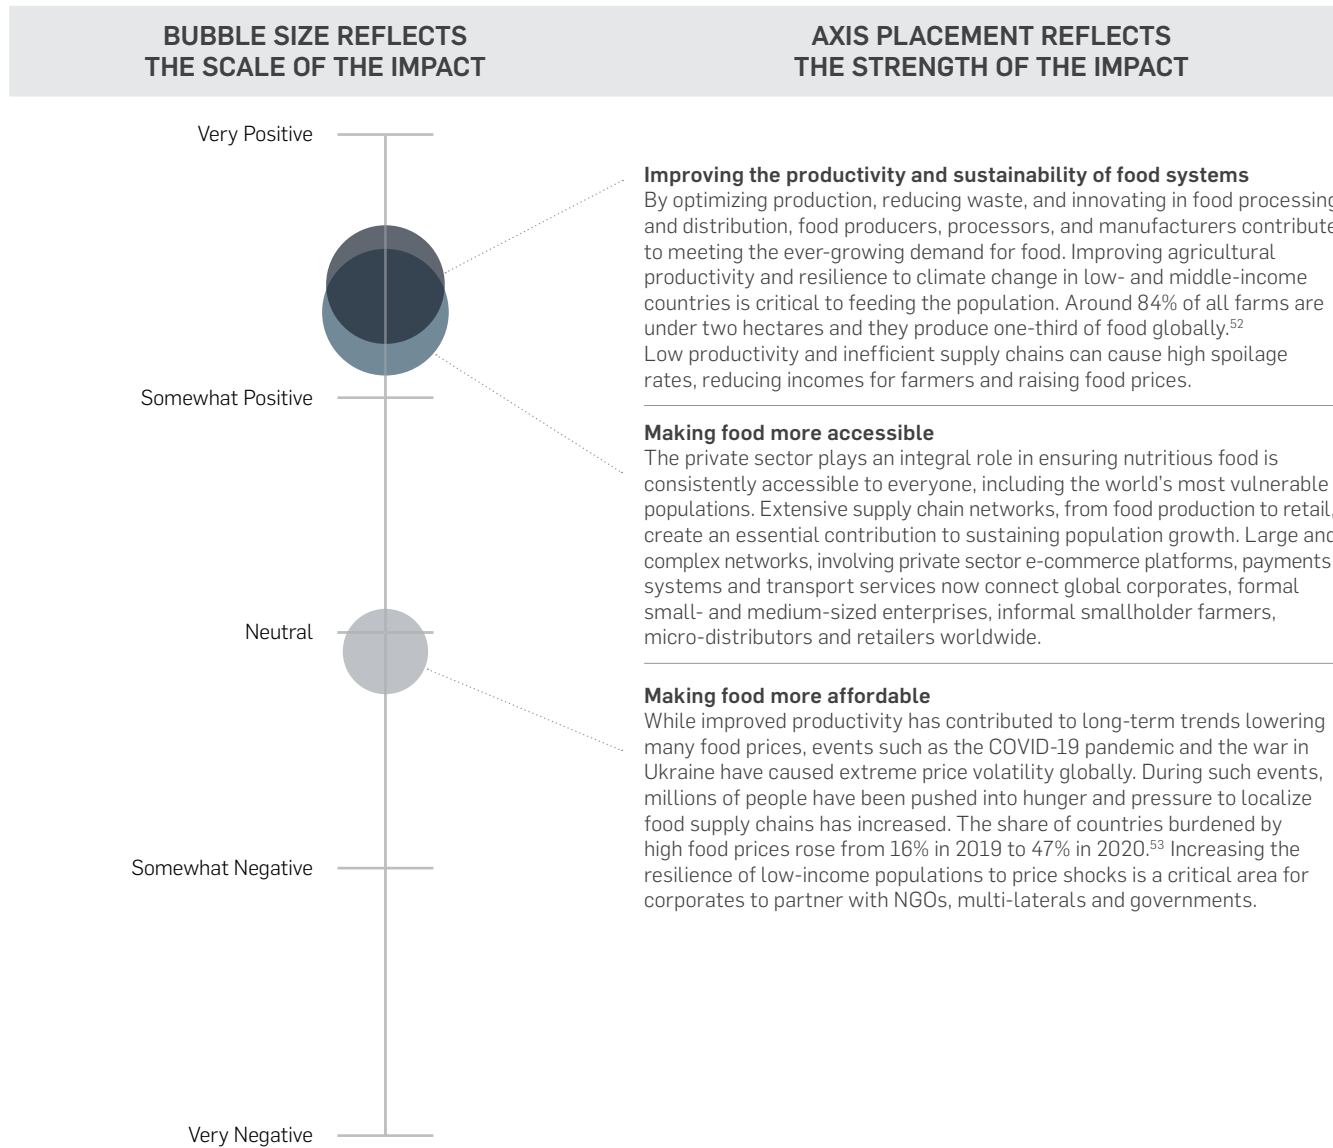 BUBBLE SIZE REFLECTS
THE SCALE OF THE IMPACT
AXIS PLACEMENT REFLECTS
THE STRENGTH OF THE IMPACT
Very Positive
Somewhat Positive
Neutral
Somewhat Negative
Very Negative
Improving the productivity and sustainability of food systems
By optimizing production, reducing waste, and innovating in food processing
and distribution, food producers, processors, and manufacturers contribute
to meeting the ever-growing demand for food. Improving agricultural
productivity and resilience to climate change in low- and middle-income
countries is critical to feeding the population. Around 84% of all farms are
under two hectares and they produce one-third of food globally.52
Low productivity and inefficient supply chains can cause high spoilage
rates, reducing incomes for farmers and raising food prices.
Making food more accessible
The private sector plays an integral role in ensuring nutritious food is
consistently accessible to everyone, including the world’s most vulnerable
populations. Extensive supply chain networks, from food production to retail,
create an essential contribution to sustaining population growth. Large and
complex networks, involving private sector e-commerce platforms, payments
systems and transport services now connect global corporates, formal
small- and medium-sized enterprises, informal smallholder farmers,
micro-distributors and retailers worldwide.
Making food more affordable
While improved productivity has contributed to long-term trends lowering
many food prices, events such as the COVID-19 pandemic and the war in
Ukraine have caused extreme price volatility globally. During such events,
millions of people have been pushed into hunger and pressure to localize
food supply chains has increased. The share of countries burdened by
high food prices rose from 16% in 2019 to 47% in 2020.53 Increasing the
resilience of low-income populations to price shocks is a critical area for
corporates to partner with NGOs, multi-laterals and governments.